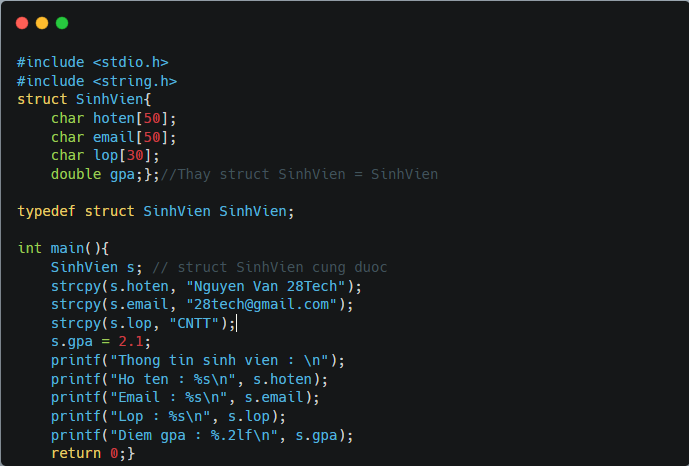 #include <stdio.h>
#include <string.h>
struct SinhVien{
    char hoten[50];
    char email[50];
    char lop[30];
    double gpa;};//Thay struct SinhVien = SinhVien

typedef struct SinhVien SinhVien;

int main(){
    SinhVien s; // struct SinhVien cung duoc
    strcpy(s.hoten, "Nguyen Van 28Tech");
    strcpy(s.email, "28tech@gmail.com");
    strcpy(s.lop, "CNTT");
    s.gpa = 2.1;
    printf("Thong tin sinh vien : \n");
    printf("Ho ten : %s\n", s.hoten);
    printf("Email : %s\n", s.email);
    printf("Lop : %s\n", s.lop);
    printf("Diem gpa : %.2lf\n", s.gpa);
    return 0;}